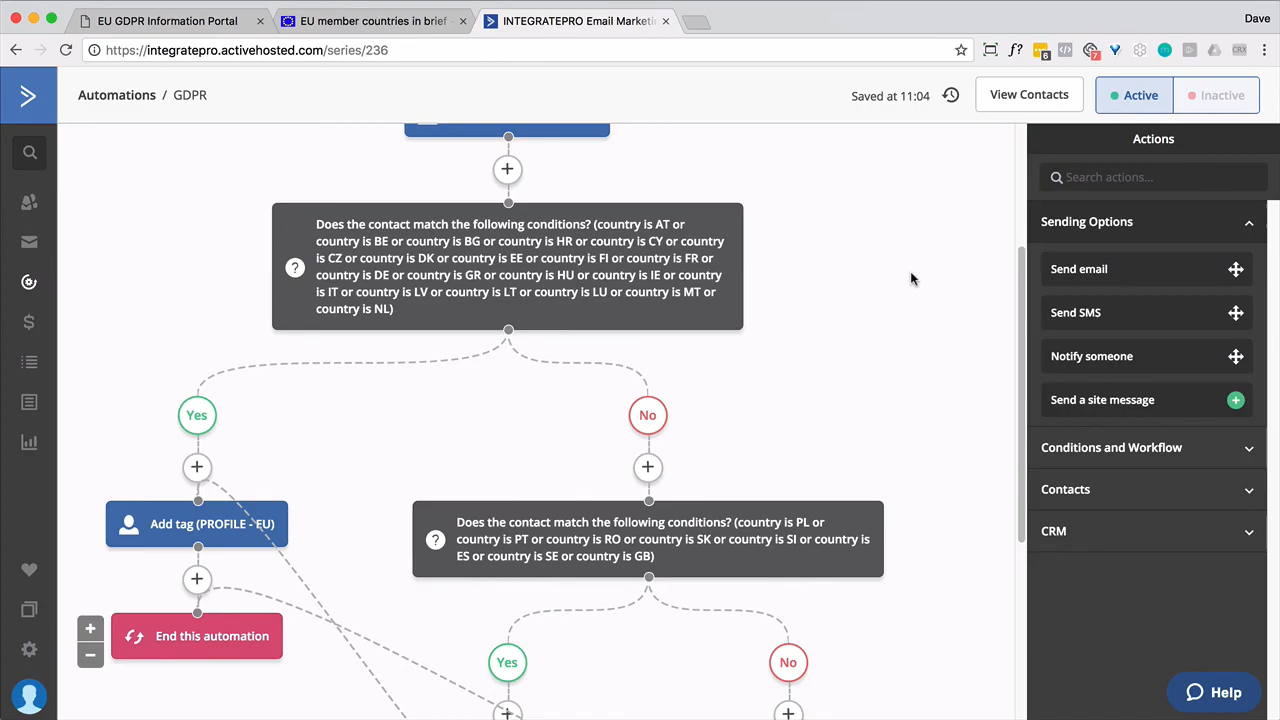 EU GDPR Information Portal
EU member countries in brief -
INTEGRATEPRO Email Marketin
Dave
https://integratepro.activehosted.com/series/236
f?
6
7
CRX
Automations / GDPR
Saved at 11:04
View Contacts
Active
Inactive
Actions
Search actions...
Does the contact match the following conditions? (country is AT or
country is BE or country is BG or country is HR or country is CY or country
is CZ or country is DK or country is EE or country is FI or country is FR or
country is DE or country is GR or country is HU or country is IE or country
is IT or country is LV or country is LT or country is LU or country is MT or
country is NL)
Sending Options
Send email
Send SMS
Notify someone
Send a site message
Conditions and Workflow
Contacts
CRM
Yes
No
Add tag (PROFILE - EU)
Does the contact match the following conditions? (country is PL or
country is PT or country is RO or country is SK or country is SI or country is
ES or country is SE or country is GB)
End this automation
Yes
No
Help